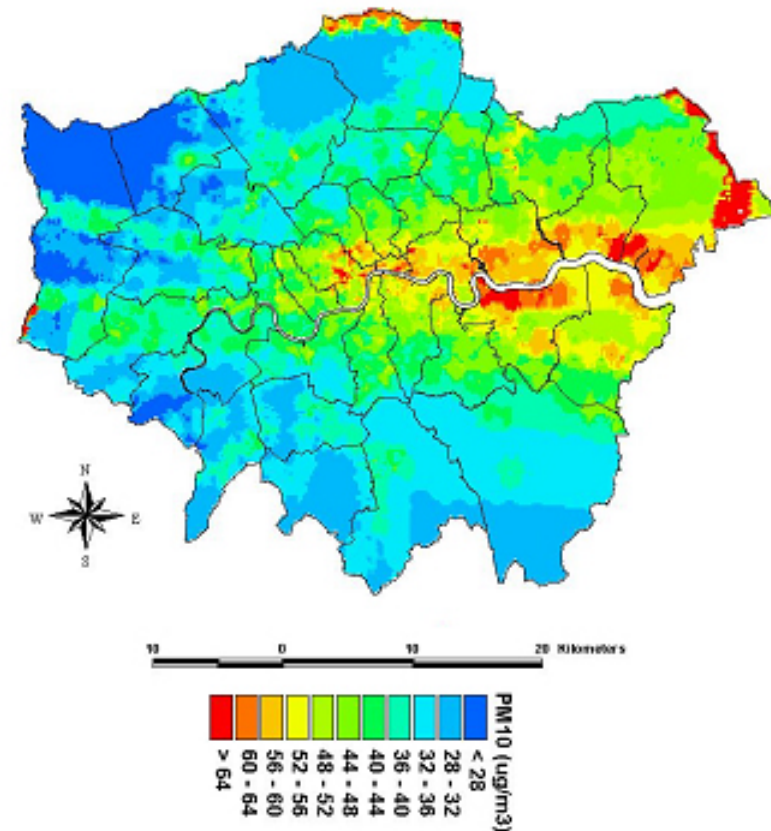 N
W E
S
10 0 10 20 Kilometers
PM10 (ug/m3)
< 28
28 - 32
32 - 36
36 - 40
40 - 44
44 - 48
48 - 52
52 - 56
56 - 60
60 - 64
> 64